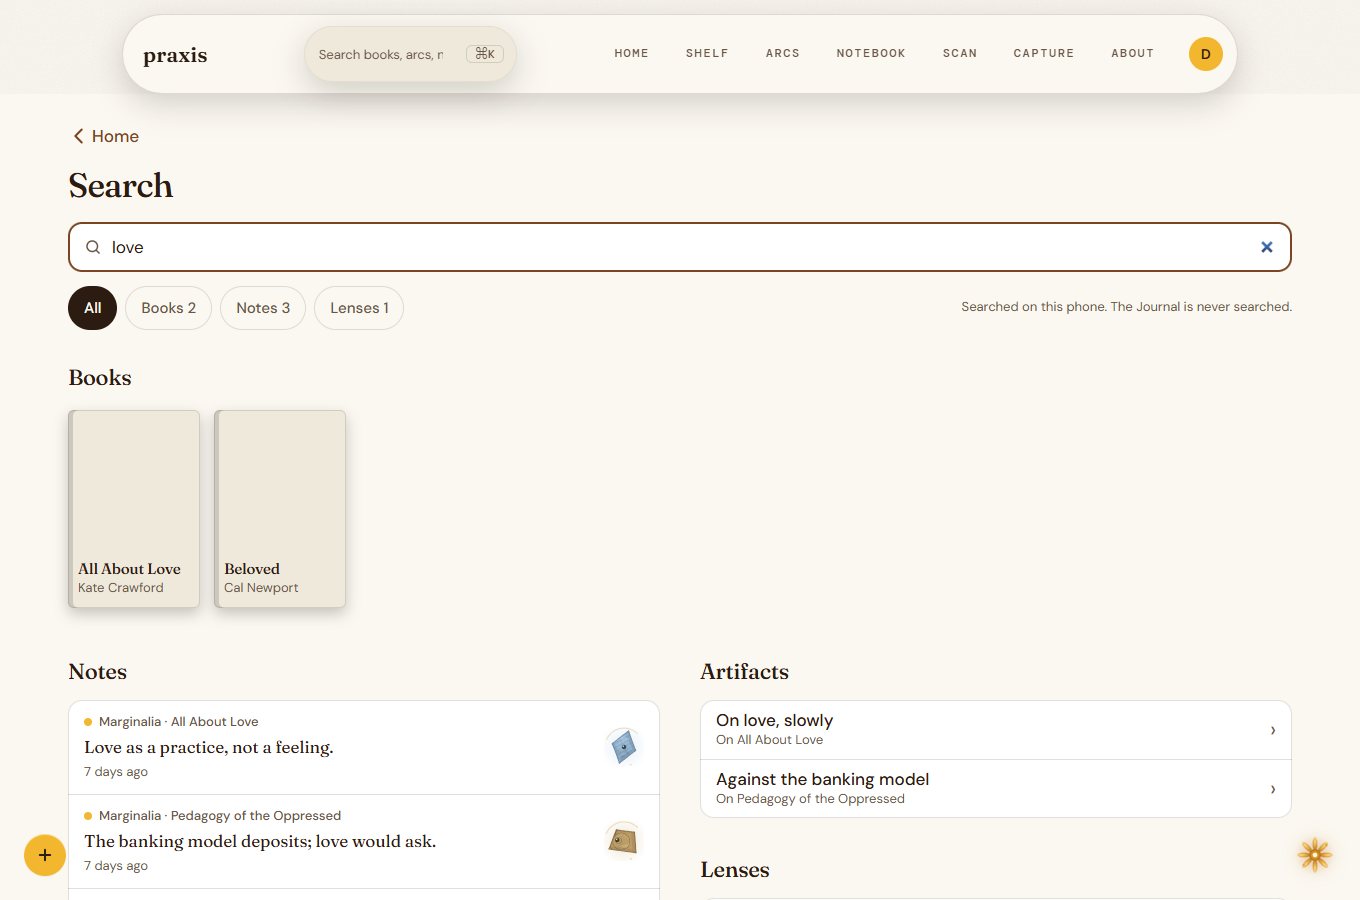 praxis
Search books, arcs, n
⌘K
HOME
SHELF
ARCS
NOTEBOOK
SCAN
CAPTURE
ABOUT
D
Home
Search
love
All
Books 2
Notes 3
Lenses 1
Searched on this phone. The Journal is never searched.
Books
All About Love
Kate Crawford
Beloved
Cal Newport
Notes
Marginalia · All About Love
Love as a practice, not a feeling.
7 days ago
Marginalia · Pedagogy of the Oppressed
The banking model deposits; love would ask.
7 days ago
Artifacts
On love, slowly
On All About Love
Against the banking model
On Pedagogy of the Oppressed
Lenses